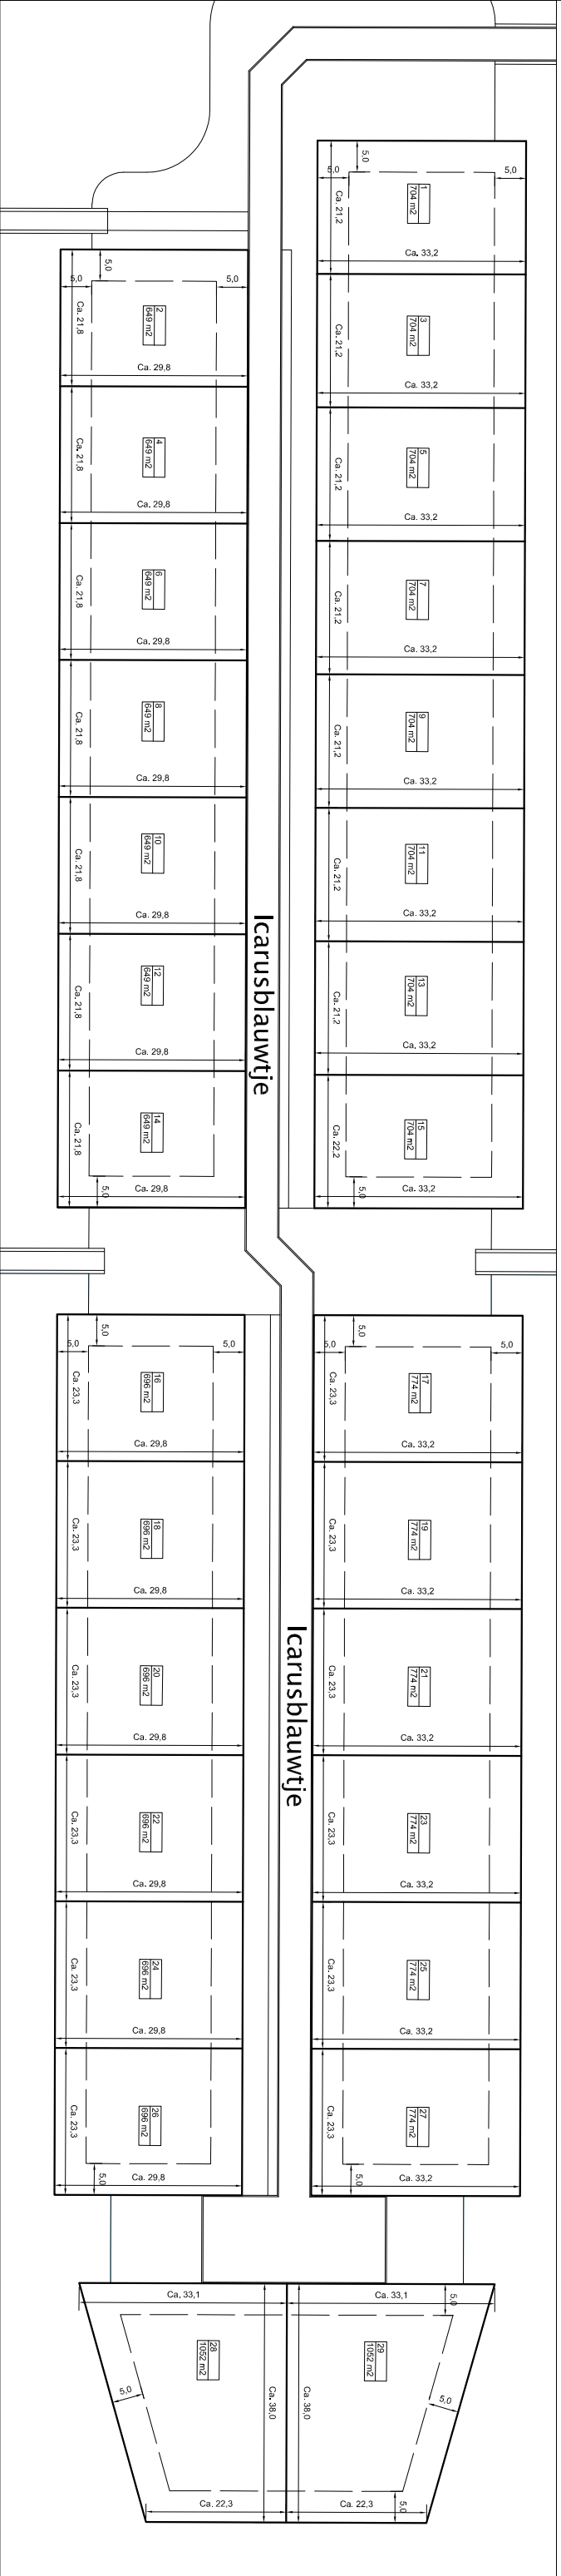 5,0
5,0
5,0
1
704 m2
Ca. 21,2
Ca. 33,2
3
704 m2
Ca. 21,2
Ca. 33,2
5
704 m2
Ca. 21,2
Ca. 33,2
7
704 m2
Ca. 21,2
Ca. 33,2
9
704 m2
Ca. 21,2
Ca. 33,2
11
704 m2
Ca. 21,2
Ca. 33,2
13
704 m2
Ca. 21,2
Ca. 33,2
15
704 m2
Ca. 22,2
5,0
Ca. 33,2
5,0
5,0
5,0
2
649 m2
Ca. 21,8
Ca. 29,8
4
649 m2
Ca. 21,8
Ca. 29,8
6
649 m2
Ca. 21,8
Ca. 29,8
8
649 m2
Ca. 21,8
Ca. 29,8
10
649 m2
Ca. 21,8
Ca. 29,8
12
649 m2
Ca. 21,8
Ca. 29,8
14
649 m2
Ca. 21,8
5,0
Ca. 29,8
Icarusblauwtje
5,0
5,0
5,0
16
696 m2
Ca. 23,3
Ca. 29,8
18
696 m2
Ca. 23,3
Ca. 29,8
20
696 m2
Ca. 23,3
Ca. 29,8
22
696 m2
Ca. 23,3
Ca. 29,8
24
696 m2
Ca. 23,3
Ca. 29,8
26
696 m2
Ca. 23,3
5,0
Ca. 29,8
Icarusblauwtje
5,0
5,0
5,0
17
774 m2
Ca. 23,3
Ca. 33,2
19
774 m2
Ca. 23,3
Ca. 33,2
21
774 m2
Ca. 23,3
Ca. 33,2
23
774 m2
Ca. 23,3
Ca. 33,2
25
774 m2
Ca. 23,3
Ca. 33,2
27
774 m2
Ca. 23,3
5,0
Ca. 33,2
Ca. 33,1
Ca. 33,1
5,0
28
1052 m2
29
1052 m2
5,0
Ca. 38,0
Ca. 38,0
5,0
Ca. 22,3
Ca. 22,3
5,0